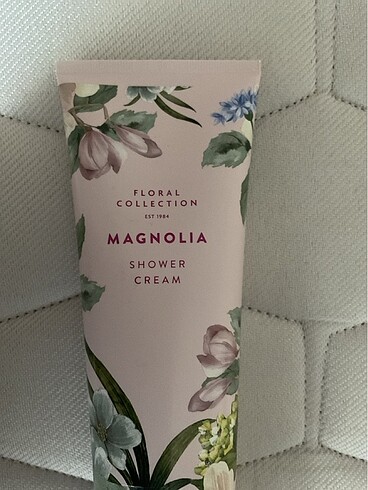 FLORAL
COLLECTION
EST 1984
MAGNOLIA
SHOWER
CREAM